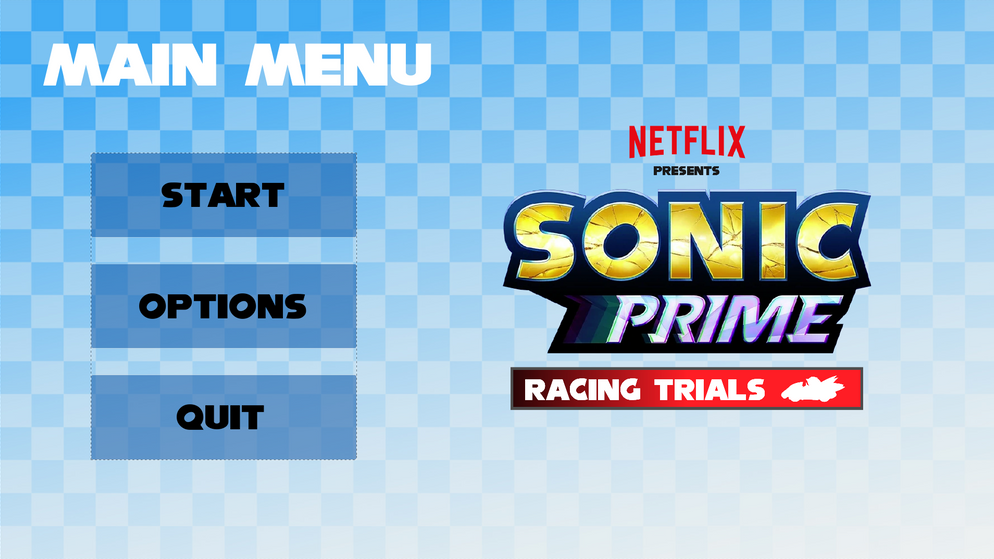 MAIN MENU
START
OPTIONS
QUIT
NETFLIX
PRESENTS
SONIC
PRIME
RACING TRIALS